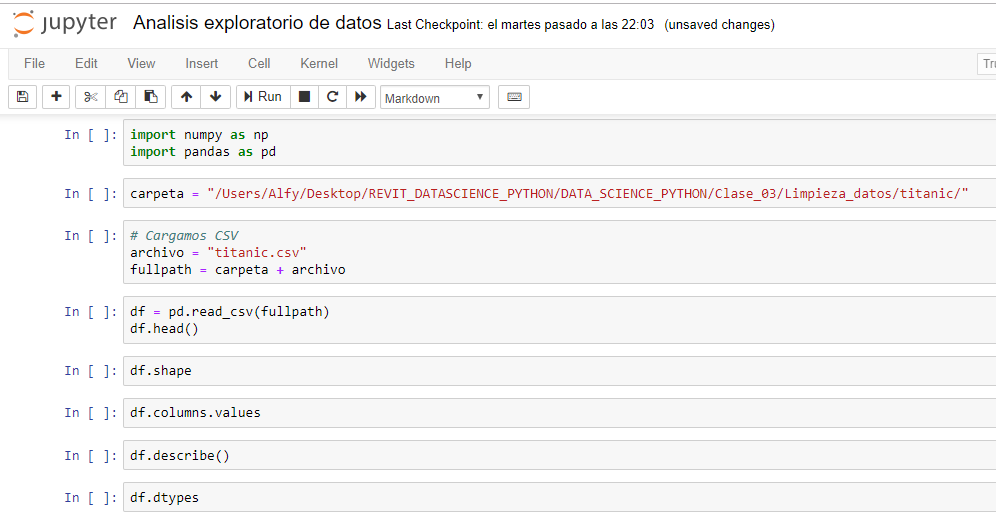 jupyter Analisis exploratorio de datos Last Checkpoint: el martes pasado a las 22:03 (unsaved changes)
File Edit View Insert Cell Kernel Widgets Help
Run Markdown
In [ ]: import numpy as np
import pandas as pd
In [ ]: carpeta = "/Users/Alfy/Desktop/REVIT_DATASCIENCE_PYTHON/DATA_SCIENCE_PYTHON/Clase_03/Limpieza_datos/titanic/"
In [ ]: # Cargamos CSV
archivo = "titanic.csv"
fullpath = carpeta + archivo
In [ ]: df = pd.read_csv(fullpath)
df.head()
In [ ]: df.shape
In [ ]: df.columns.values
In [ ]: df.describe()
In [ ]: df.dtypes